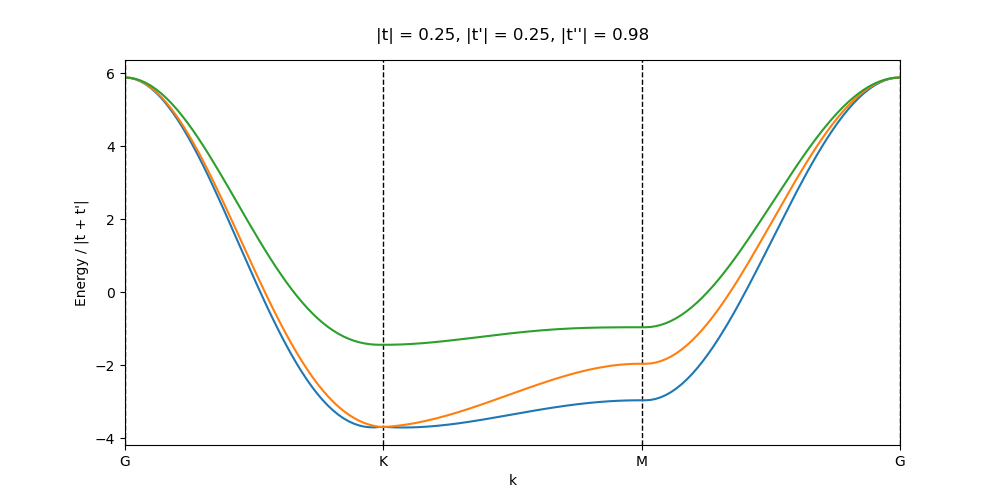 |t| = 0.25, |t'| = 0.25, |t''| = 0.98
Energy / |t + t'|
6
4
2
0
−2
−4
G K M G
k